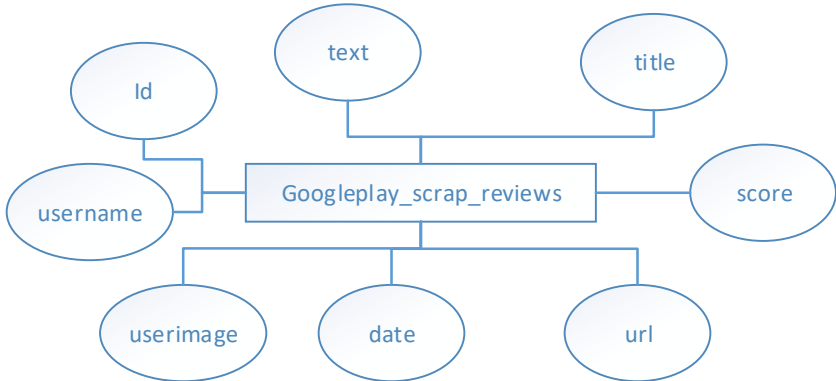 text
title
Id
Googleplay_scrap_reviews
score
username
userimage
date
url